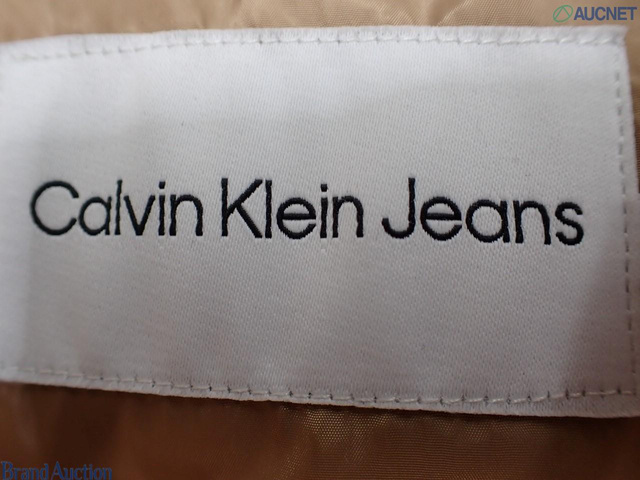 AUCNET
Calvin Klein Jeans
Brand Auction